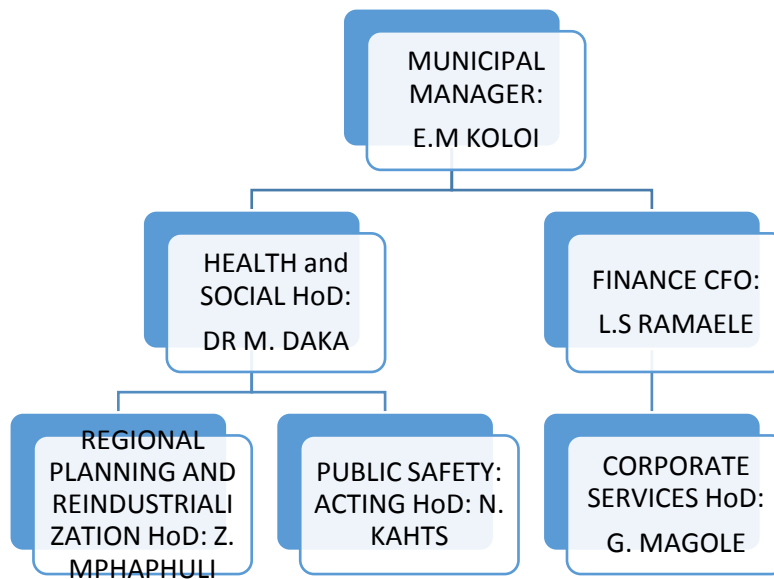 MUNICIPAL
MANAGER:
E.M KOLOI
HEALTH and
SOCIAL HoD:
DR M. DAKA
FINANCE CFO:
L.S RAMAELE
REGIONAL
PLANNING AND
REINDUSTRIALI
ZATION HoD: Z.
MPHAPHULI
PUBLIC SAFETY:
ACTING HoD: N.
KAHTS
CORPORATE
SERVICES HoD:
G. MAGOLE